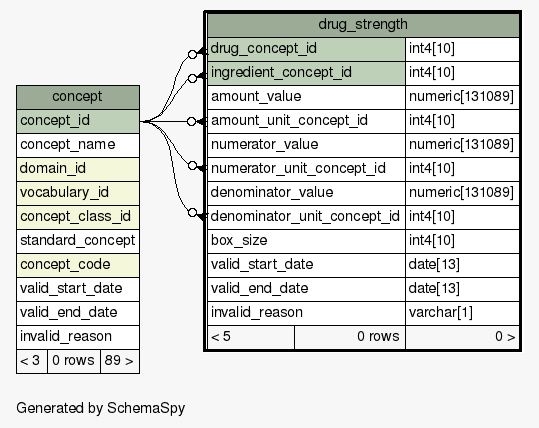 concept
concept_id
concept_name
domain_id
vocabulary_id
concept_class_id
standard_concept
concept_code
valid_start_date
valid_end_date
invalid_reason
< 3 0 rows 89 >
drug_strength
drug_concept_id int4[10]
ingredient_concept_id int4[10]
amount_value numeric[131089]
amount_unit_concept_id int4[10]
numerator_value numeric[131089]
numerator_unit_concept_id int4[10]
denominator_value numeric[131089]
denominator_unit_concept_id int4[10]
box_size int4[10]
valid_start_date date[13]
valid_end_date date[13]
invalid_reason varchar[1]
< 5 0 rows 0 >
Generated by SchemaSpy